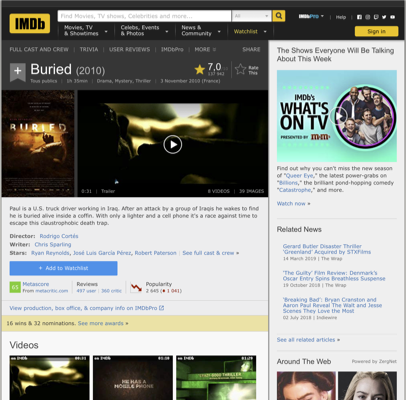 IMDb
Find Movies, TV shows, Celebrities and more...
All
IMDbPro
Help
Movies, TV
& Showtimes
Celebs, Events
& Photos
News &
Community
Watchlist
Sign in
FULL CAST AND CREW | TRIVIA | USER REVIEWS | IMDbPro | MORE
SHARE
Buried (2010)
Tous publics | 1h 35min | Drama, Mystery, Thriller | 3 November 2010 (France)
7,0
Rate
This
BURIED
0:31 | Trailer
9 VIDEOS | 39 IMAGES
Paul is a U.S. truck driver working in Iraq. After an attack by a group of Iraqis he wakes to find
he is buried alive inside a coffin. With only a lighter and a cell phone it's a race against time to
escape this claustrophobic death trap.
Director: Rodrigo Cortés
Writer: Chris Sparling
Stars: Ryan Reynolds, José Luis García Pérez, Robert Paterson | See full cast & crew »
+ Add to Watchlist
65
Metascore
From metacritic.com
Reviews
497 user | 360 critic
Popularity
2 645 (1 041)
View production, box office, & company info on IMDbPro
16 wins & 32 nominations. See more awards »
Videos
HE HAS A
MOBILE PHONE
The Shows Everyone Will Be Talking
About This Week
IMDb's
WHAT'S
ON TV
PRESENTED BY M&M'S
Find out why you can't miss the new season
of "Queer Eye," the latest power-grabs on
"Billions," the brilliant pond-hopping comedy
"Catastrophe," and more.
Watch now »
Related News
Gerard Butler Disaster Thriller
'Greenland' Acquired by STXFilms
14 March 2019 | The Wrap
'The Guilty' Film Review: Denmark's
Oscar Entry Spins Breathless Suspense
19 October 2018 | The Wrap
'Breaking Bad': Bryan Cranston and
Aaron Paul Reveal The Walt and Jesse
Scenes They Love the Most
02 July 2018 | Indiewire
See all related articles »
Around The Web
Powered by ZergNet